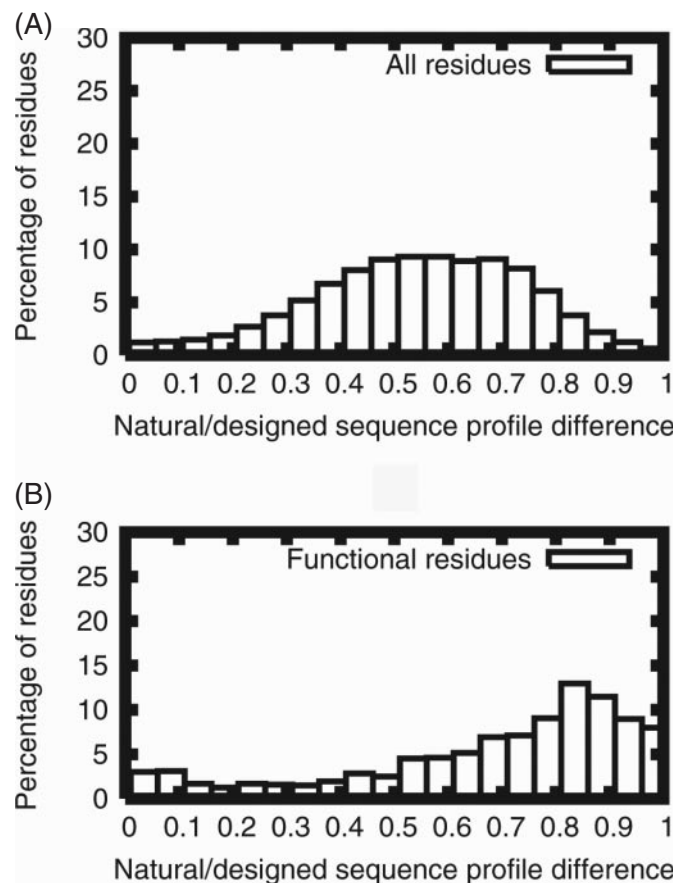 (A)
30
25
20
15
10
5
0
Percentage of residues
All residues
0 0.1 0.2 0.3 0.4 0.5 0.6 0.7 0.8 0.9 1
Natural/designed sequence profile difference
(B)
30
25
20
15
10
5
0
Percentage of residues
Functional residues
0 0.1 0.2 0.3 0.4 0.5 0.6 0.7 0.8 0.9 1
Natural/designed sequence profile difference